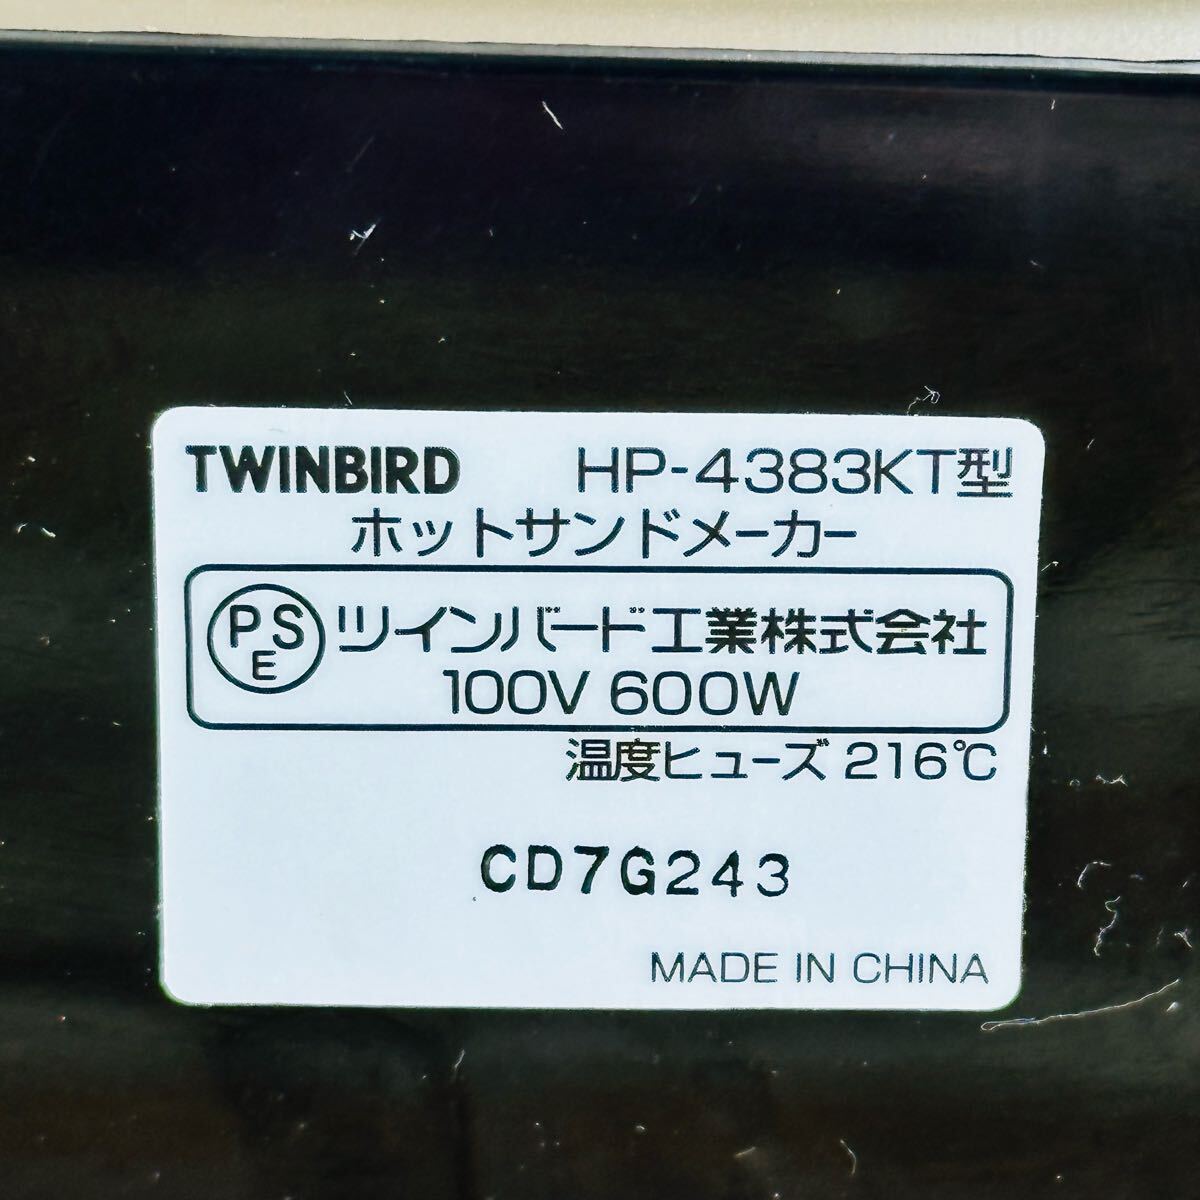 TWINBIRD HP-4383KT型
ホットサンドメーカー
PSE ツインバード工業株式会社
100V 600W
温度ヒューズ 216℃
CD7G243
MADE IN CHINA